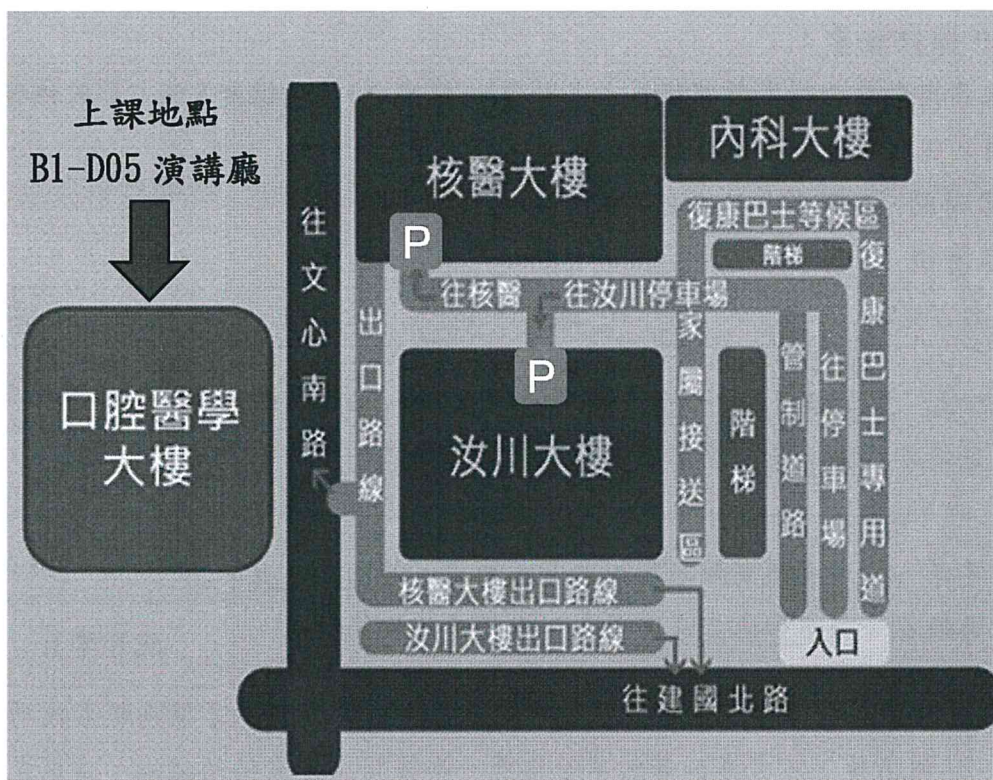 上課地點
B1-D05 演講廳
口腔醫學
大樓
往文心南路
核醫大樓
P
內科大樓
復康巴士等候區
階梯
復康巴士專用道
往核醫
往汝川停車場
出口路線
P
汝川大樓
家屬接送區
階梯
管制道路
往停車場
核醫大樓出口路線
汝川大樓出口路線
入口
往建國北路